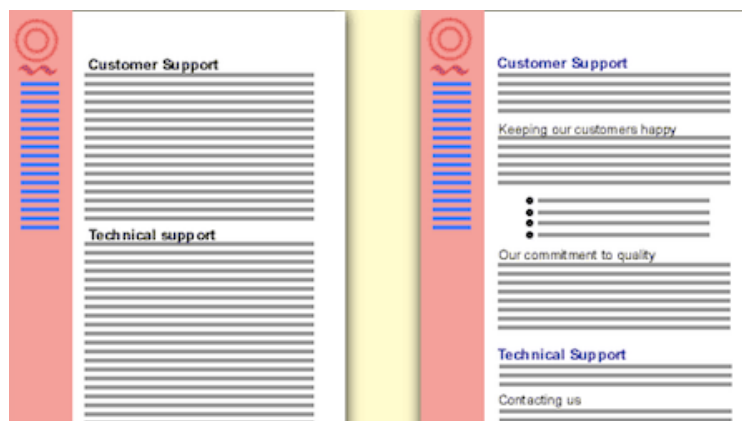 Customer Support
Technical support
Customer Support
Keeping our customers happy
Our commitment to quality
Technical Support
Contacting us